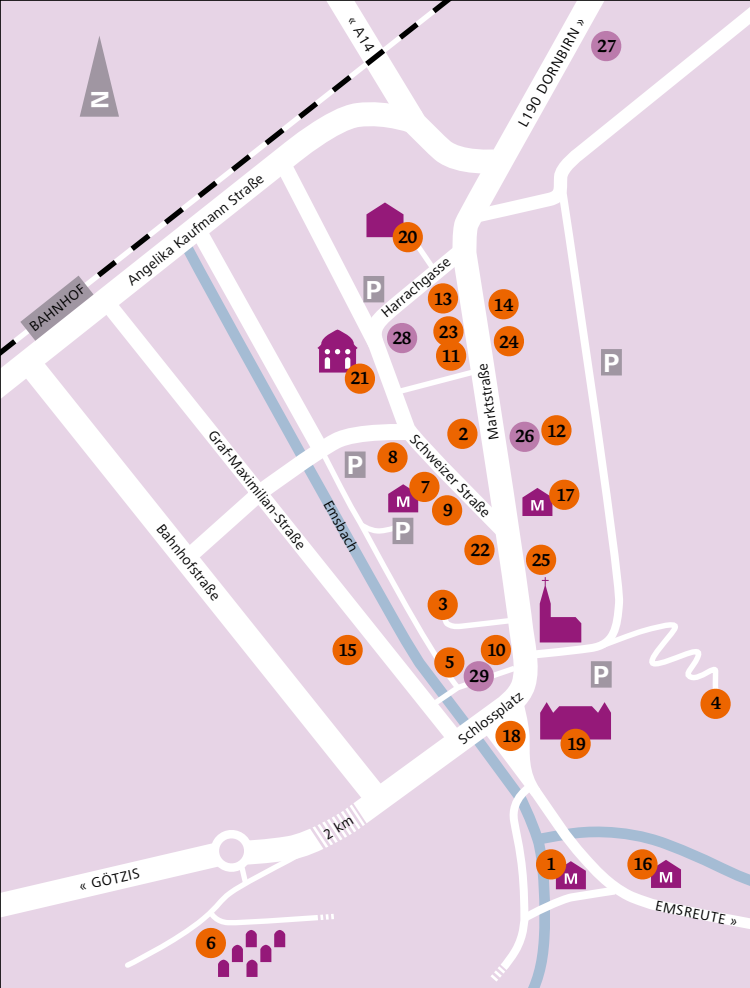 « A14
27
L190 DORNBIRN »
N
Angelika Kaufmann Straße
20
BAHNHOF
P
Harrachgasse
13
14
28
23
24
11
P
21
Marktstraße
2
26
12
Graf-Maximilian-Straße
Schweizer Straße
8
P
7
M
17
M
9
Emsbach
P
Bahnhofstraße
22
25
3
15
10
5
29
P
4
Schlossplatz
18
19
2 km
1
M
16
M
« GÖTZIS
EMSREUTE »
6